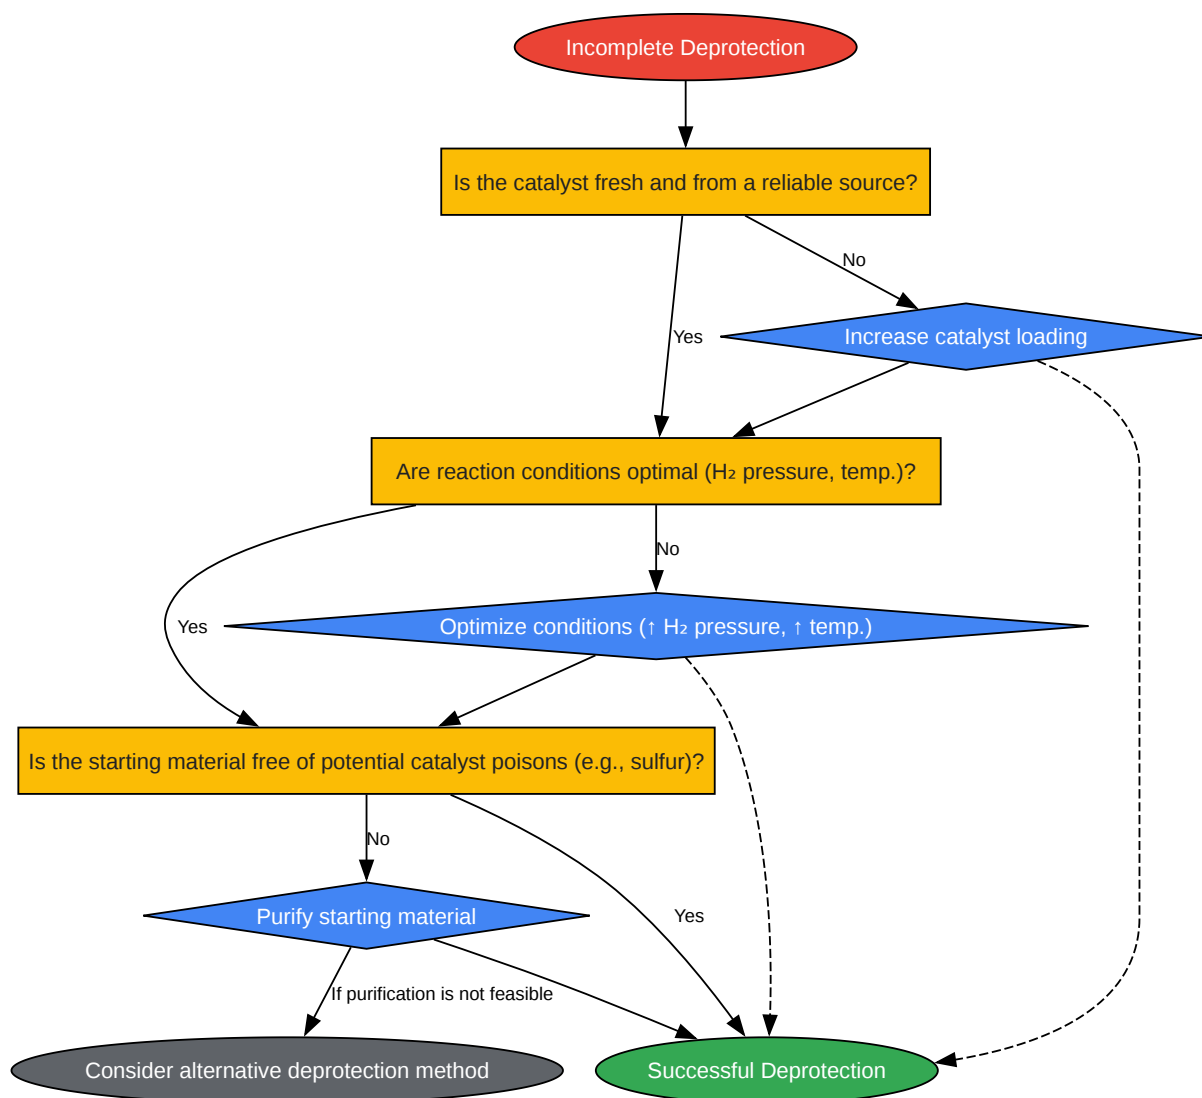 Incomplete Deprotection
Is the catalyst fresh and from a reliable source?
No
Yes
Increase catalyst loading
Are reaction conditions optimal (H₂ pressure, temp.)?
No
Yes
Optimize conditions (↑ H₂ pressure, ↑ temp.)
Is the starting material free of potential catalyst poisons (e.g., sulfur)?
No
Yes
Purify starting material
If purification is not feasible
Consider alternative deprotection method
Successful Deprotection